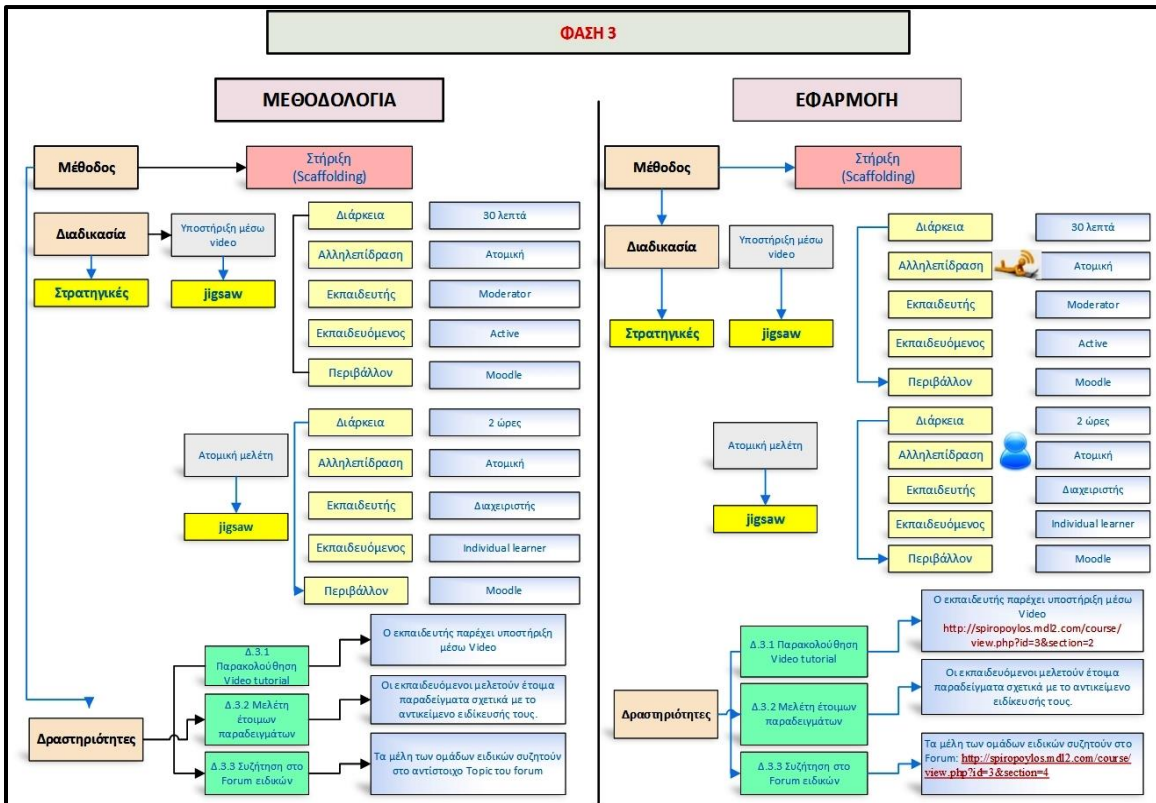 ΦΑΣΗ 3
ΜΕΘΟΔΟΛΟΓΙΑ
Μέθοδος
Στήριξη
(Scaffolding)
Διαδικασία
Υποστήριξη μέσω
video
Στρατηγικές
jigsaw
Διάρκεια
30 λεπτά
Αλληλεπίδραση
Ατομική
Εκπαιδευτής
Moderator
Εκπαιδευόμενος
Active
Περιβάλλον
Moodle
Ατομική μελέτη
jigsaw
Διάρκεια
2 ώρες
Αλληλεπίδραση
Ατομική
Εκπαιδευτής
Διαχειριστής
Εκπαιδευόμενος
Individual learner
Περιβάλλον
Moodle
Δραστηριότητες
Δ.3.1
Παρακολούθηση
Video tutorial
Ο εκπαιδευτής παρέχει υποστήριξη
μέσω Video
Δ.3.2 Μελέτη
έτοιμων
παραδειγμάτων
Οι εκπαιδευόμενοι μελετούν έτοιμα
παραδείγματα σχετικά με το
αντικείμενο ειδίκευσής τους.
Δ.3.3 Συζήτηση στο
Forum ειδικών
Τα μέλη των ομάδων ειδικών συζητούν
στο αντίστοιχο Topic του forum
ΕΦΑΡΜΟΓΗ
Μέθοδος
Στήριξη
(Scaffolding)
Διαδικασία
Υποστήριξη μέσω
video
Στρατηγικές
jigsaw
Διάρκεια
30 λεπτά
Αλληλεπίδραση
Ατομική
Εκπαιδευτής
Moderator
Εκπαιδευόμενος
Active
Περιβάλλον
Moodle
Ατομική μελέτη
jigsaw
Διάρκεια
2 ώρες
Αλληλεπίδραση
Ατομική
Εκπαιδευτής
Διαχειριστής
Εκπαιδευόμενος
Individual learner
Περιβάλλον
Moodle
Δραστηριότητες
Δ.3.1 Παρακολούθηση
Video tutorial
Ο εκπαιδευτής παρέχει υποστήριξη μέσω
Video
http://spiropoylos.mdl2.com/course/
view.php?id=3&section=2
Δ.3.2 Μελέτη έτοιμων
παραδειγμάτων
Οι εκπαιδευόμενοι μελετούν έτοιμα
παραδείγματα σχετικά με το αντικείμενο
ειδίκευσής τους.
Δ.3.3 Συζήτηση στο
Forum ειδικών
Τα μέλη των ομάδων ειδικών συζητούν στο
Forum: http://spiropoylos.mdl2.com/course/
view.php?id=3&section=4